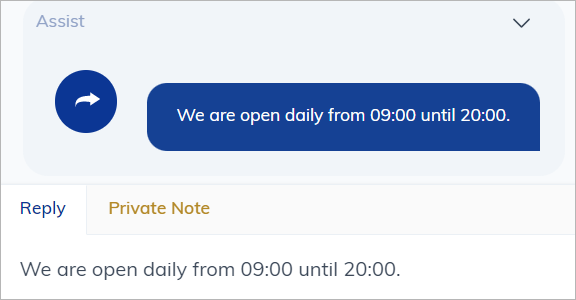 Assist
We are open daily from 09:00 until 20:00.
Reply
Private Note
We are open daily from 09:00 until 20:00.